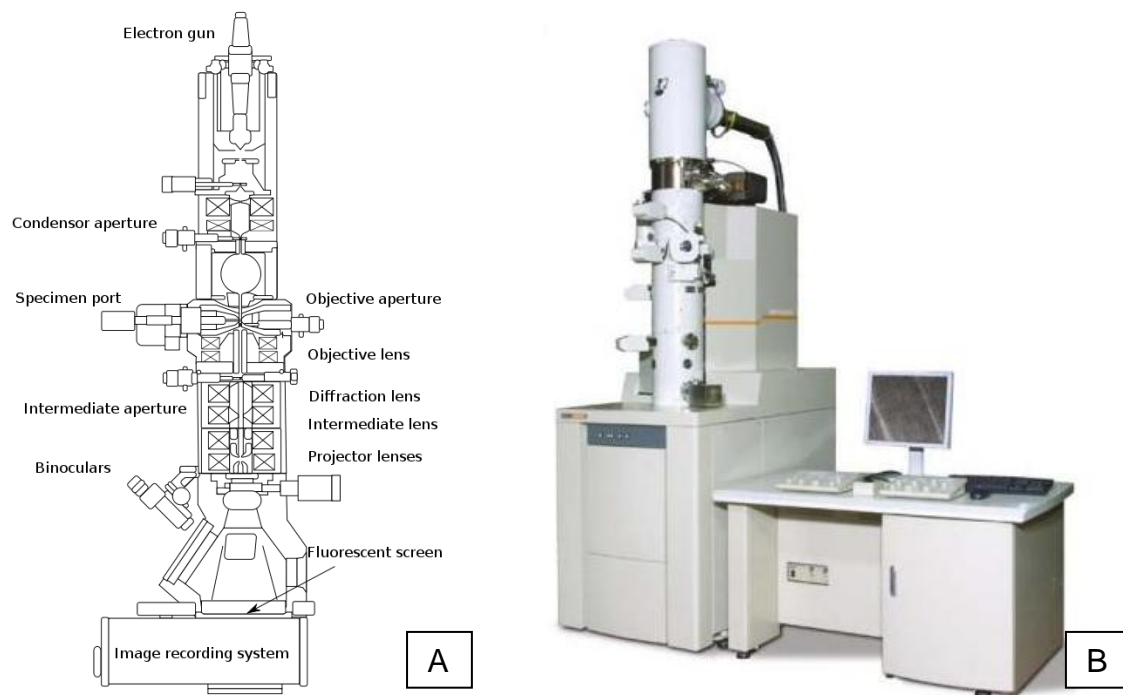 Electron gun
Condensor aperture
Specimen port
Objective aperture
Objective lens
Intermediate aperture
Diffraction lens
Intermediate lens
Projector lenses
Binoculars
Fluorescent screen
Image recording system
A
B